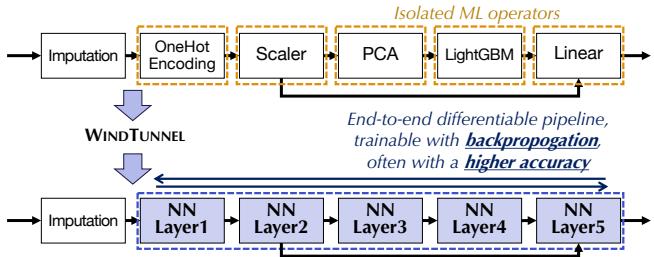 Isolated ML operators
Imputation
OneHot
Encoding
Scaler
PCA
LightGBM
Linear
WINDTUNNEL
End-to-end differentiable pipeline,
trainable with backpropogation,
often with a higher accuracy
Imputation
NN
Layer1
NN
Layer2
NN
Layer3
NN
Layer4
NN
Layer5